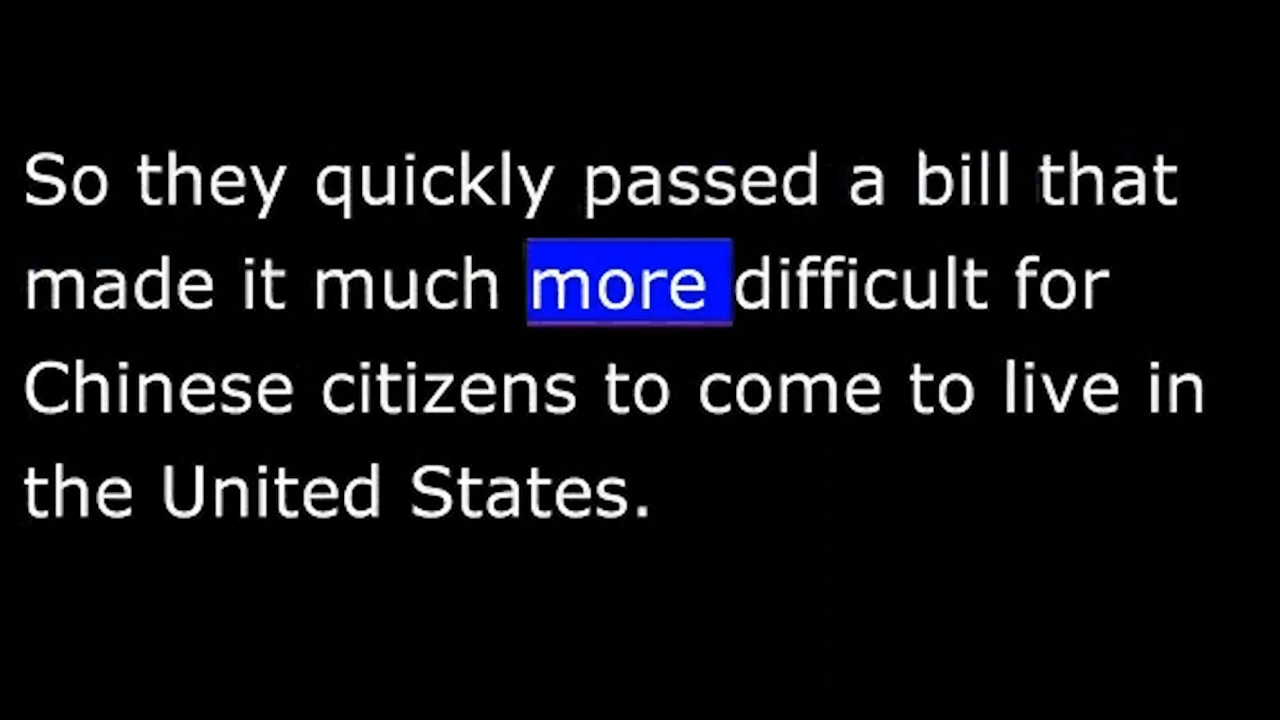 So they quickly passed a bill that
made it much more difficult for
Chinese citizens to come to live in
the United States.